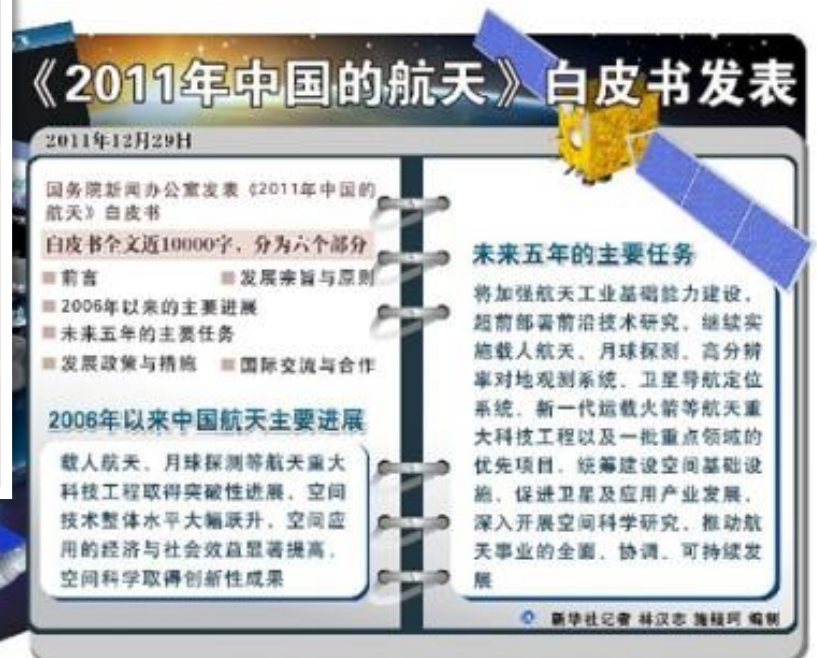 《2011年中国的航天》白皮书发表
2011年12月29日
国务院新闻办公室发表《2011年中国的
航天》白皮书
白皮书全文近10000字，分为六个部分
前言
发展宗旨与原则
2006年以来的主要进展
未来五年的主要任务
发展政策与措施
国际交流与合作
2006年以来中国航天主要进展
载人航天、月球探测等航天重大
科技工程取得突破性进展，空间
技术整体水平大幅跃升，空间应
用的经济与社会效益显著提高，
空间科学取得创新性成果
未来五年的主要任务
将加强航天工业基础能力建设，
超前部署前沿技术研究，继续实
施载人航天、月球探测、高分辨
率对地观测系统、卫星导航定位
系统、新一代运载火箭等航天重
大科技工程以及一批重点领域的
优先项目，统筹建设空间基础设
施，促进卫星及应用产业发展，
深入开展空间科学研究，推动航
天事业的全面、协调、可持续发
展
新华社记者 林汉志 施鳗珂 编制